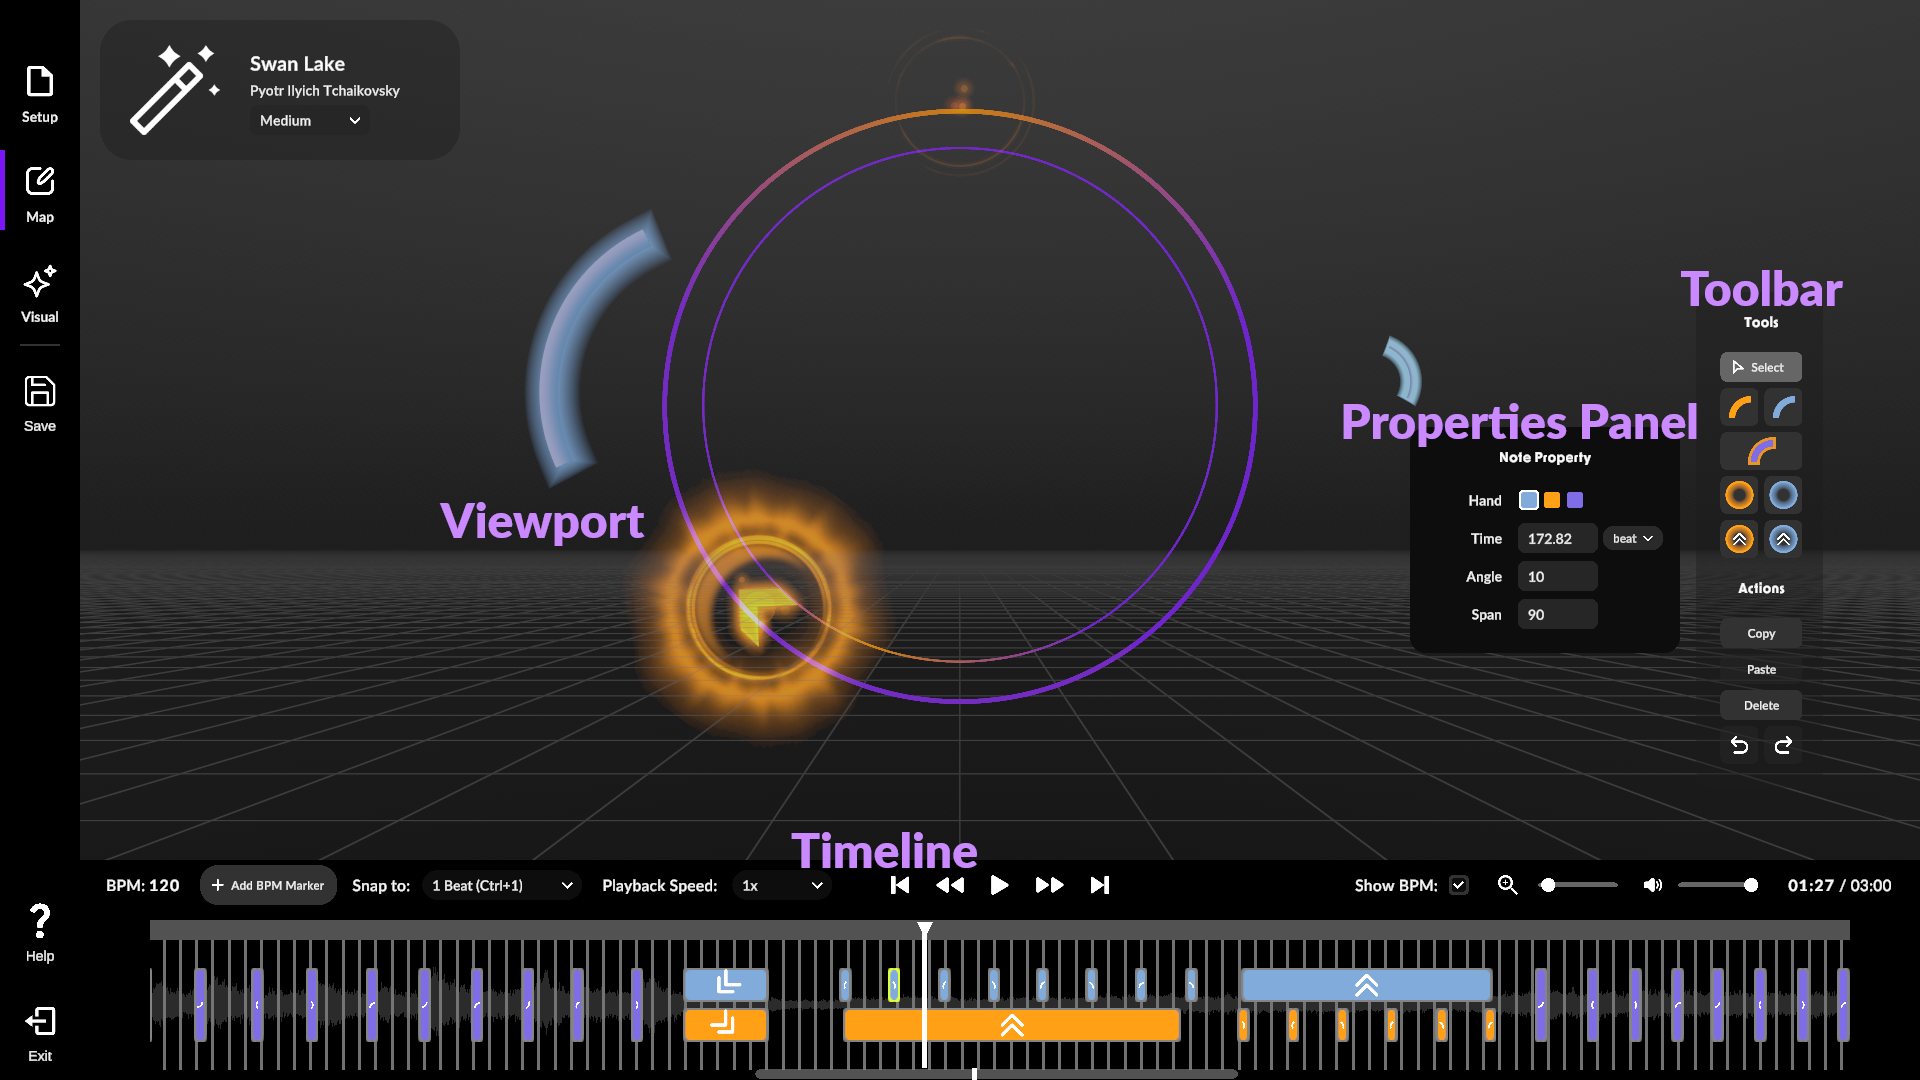 Setup
Map
Visual
Save
Help
Exit
Swan Lake
Pyotr Ilyich Tchaikovsky
Medium
Viewport
Toolbar
Tools
Select
Actions
Copy
Paste
Delete
Properties Panel
Note Property
Hand
Time 172.82 beat
Angle 10
Span 90
Timeline
BPM: 120 + Add BPM Marker Snap to: 1 Beat (Ctrl+1) Playback Speed: 1x Show BPM: 01:27 / 03:00